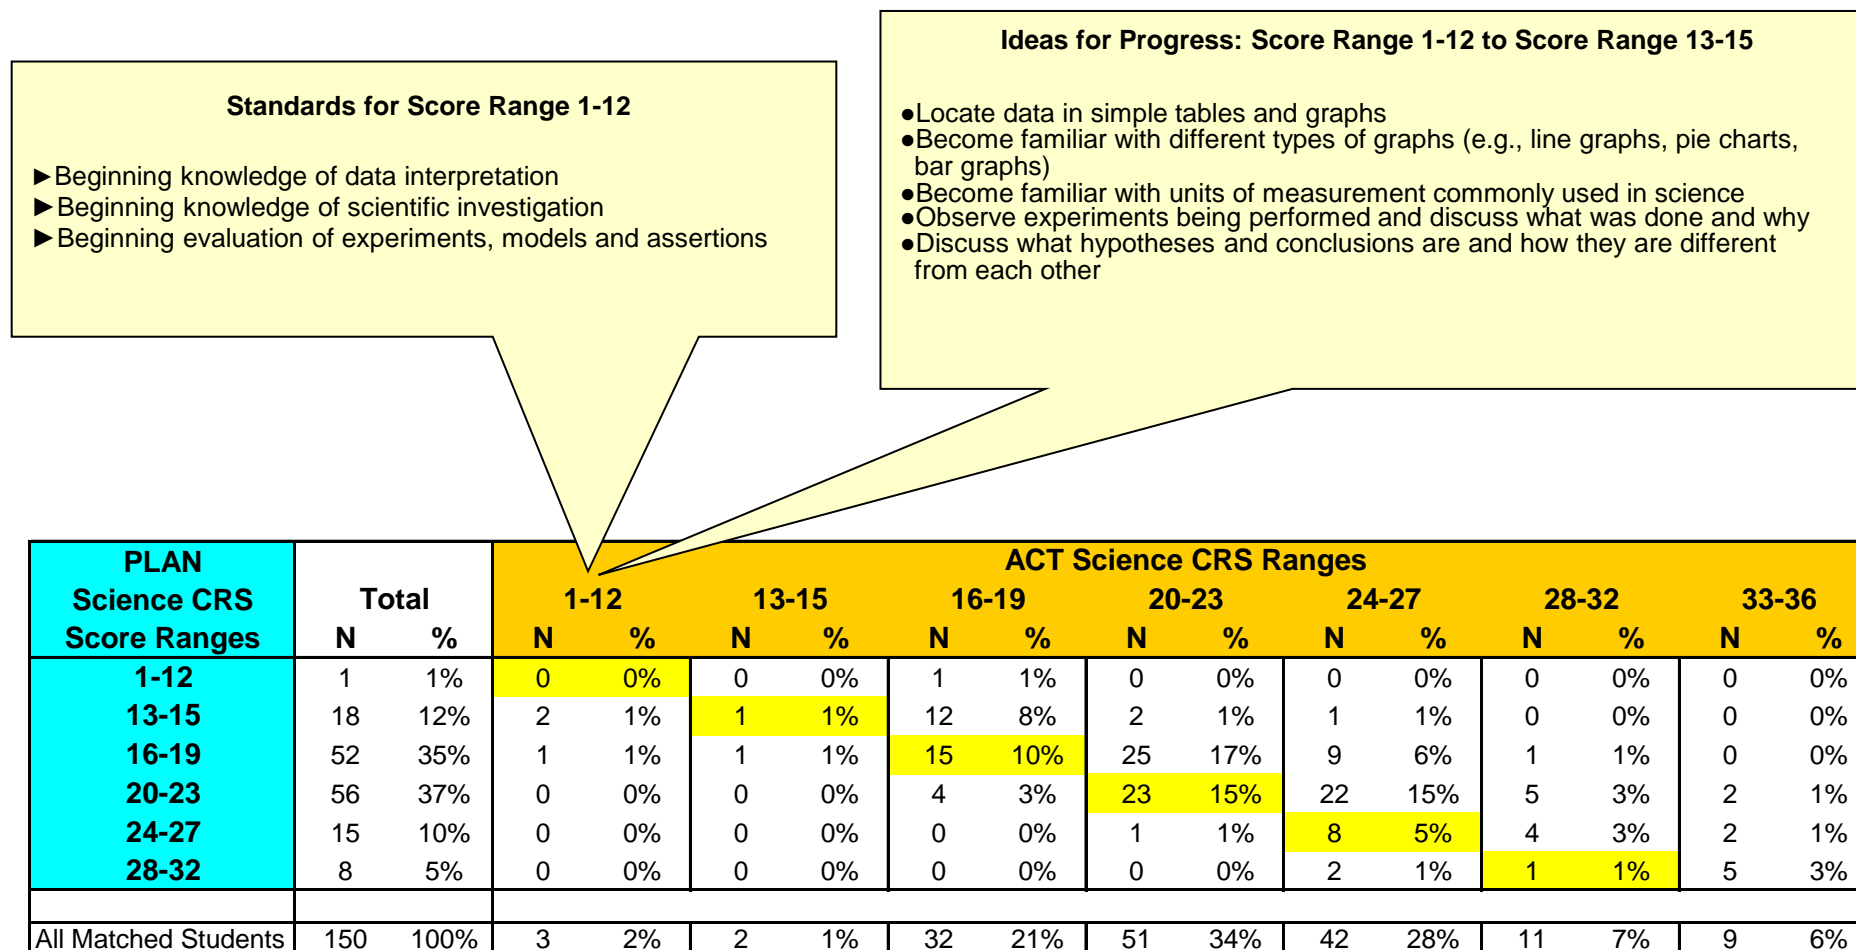 Standards for Score Range 1-12
►Beginning knowledge of data interpretation
►Beginning knowledge of scientific investigation
►Beginning evaluation of experiments, models and assertions
Ideas for Progress: Score Range 1-12 to Score Range 13-15
●Locate data in simple tables and graphs
●Become familiar with different types of graphs (e.g., line graphs, pie charts,
bar graphs)
●Become familiar with units of measurement commonly used in science
●Observe experiments being performed and discuss what was done and why
●Discuss what hypotheses and conclusions are and how they are different
from each other
PLAN ACT Science CRS Ranges
Science CRS Total 1-12 13-15 16-19 20-23 24-27 28-32 33-36
Score Ranges N % N % N % N % N % N % N % N %
1-12 1 1% 0 0% 0 0% 1 1% 0 0% 0 0% 0 0% 0 0%
13-15 18 12% 2 1% 1 1% 12 8% 2 1% 1 1% 0 0% 0 0%
16-19 52 35% 1 1% 1 1% 15 10% 25 17% 9 6% 1 1% 0 0%
20-23 56 37% 0 0% 0 0% 4 3% 23 15% 22 15% 5 3% 2 1%
24-27 15 10% 0 0% 0 0% 0 0% 1 1% 8 5% 4 3% 2 1%
28-32 8 5% 0 0% 0 0% 0 0% 0 0% 2 1% 1 1% 5 3%
All Matched Students 150 100% 3 2% 2 1% 32 21% 51 34% 42 28% 11 7% 9 6%